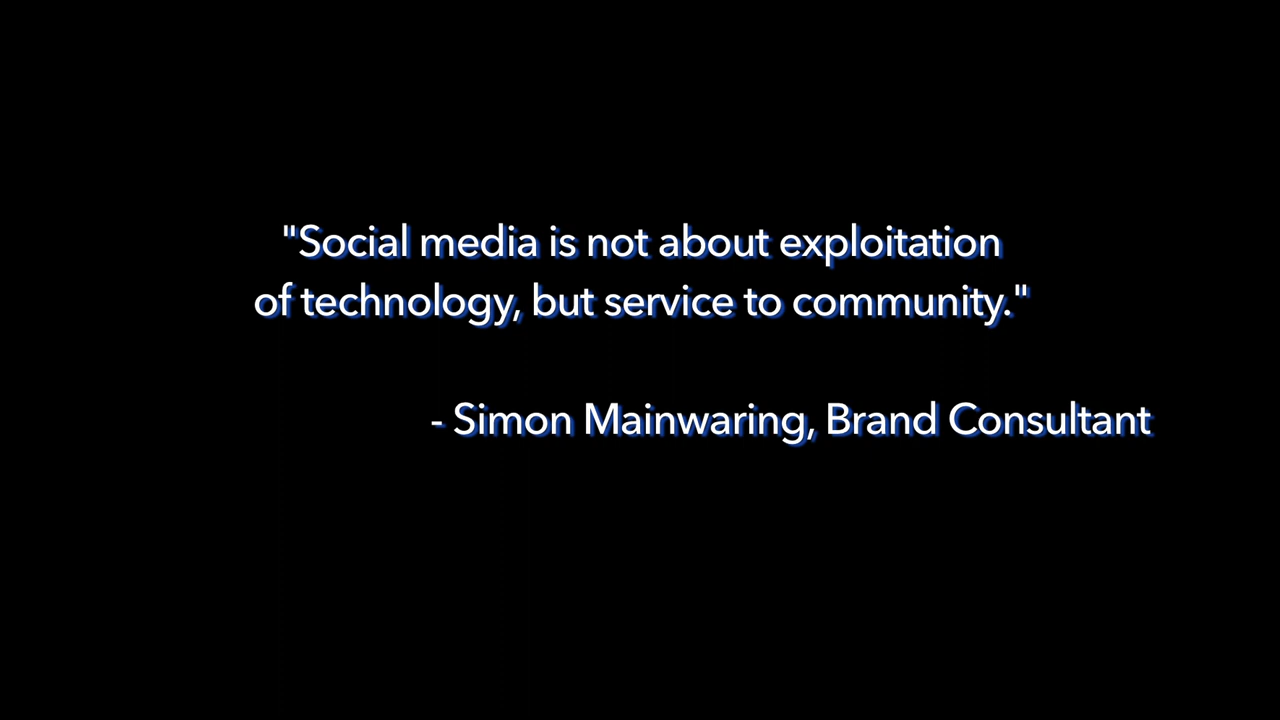 "Social media is not about exploitation
of technology, but service to community."
- Simon Mainwaring, Brand Consultant